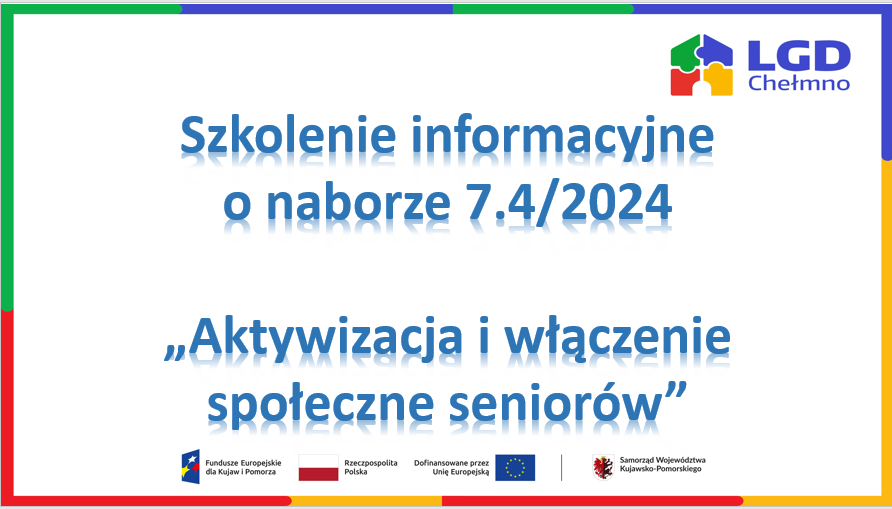 LGD
Chełmno
Szkolenie informacyjne
o naborze 7.4/2024
„Aktywizacja i włączenie
społeczne seniorów”
Fundusze Europejskie
dla Kujaw i Pomorza
Rzeczpospolita
Polska
Dofinansowane przez
Unię Europejską
Samorząd Województwa
Kujawsko-Pomorskiego